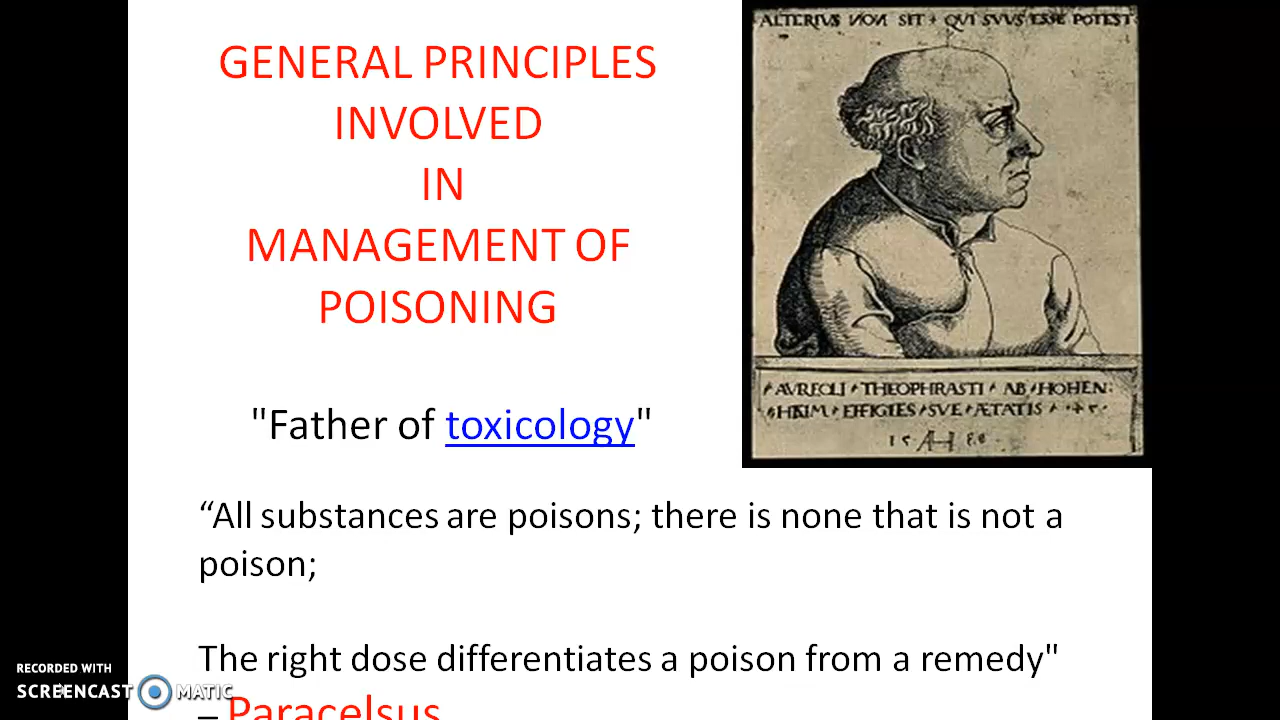 GENERAL PRINCIPLES
INVOLVED
IN
MANAGEMENT OF
POISONING
"Father of toxicology"
“All substances are poisons; there is none that is not a
poison;
The right dose differentiates a poison from a remedy"
– Paracelsus
ALTERIVS NON SIT + QVI SVVS ESSE POTEST
AVREOLI THEOPHRASTI AB HOHEN:
EFFIGIES SVE ÆTATIS
RECORDED WITH
SCREENCAST MATIC